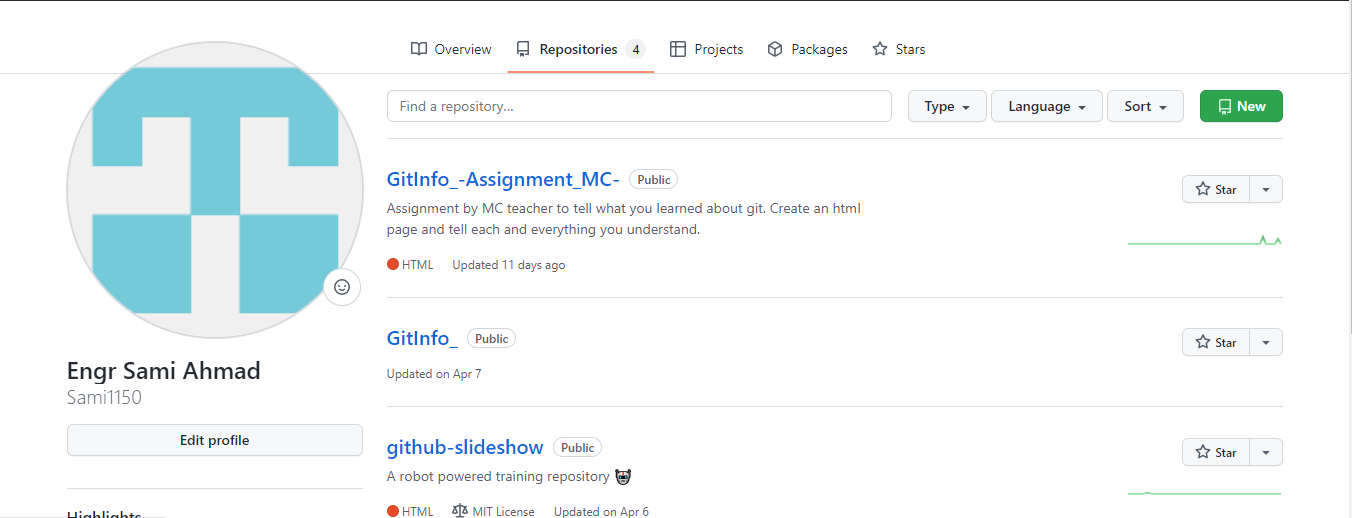 Overview Repositories 4 Projects Packages Stars
Find a repository... Type Language Sort New
GitInfo_-Assignment_MC- Public
Star
Assignment by MC teacher to tell what you learned about git. Create an html
page and tell each and everything you understand.
HTML Updated 11 days ago
GitInfo_ Public
Star
Updated on Apr 7
github-slideshow Public
Star
A robot powered training repository
HTML MIT License Updated on Apr 6
Engr Sami Ahmad
Sami1150
Edit profile
Highlights